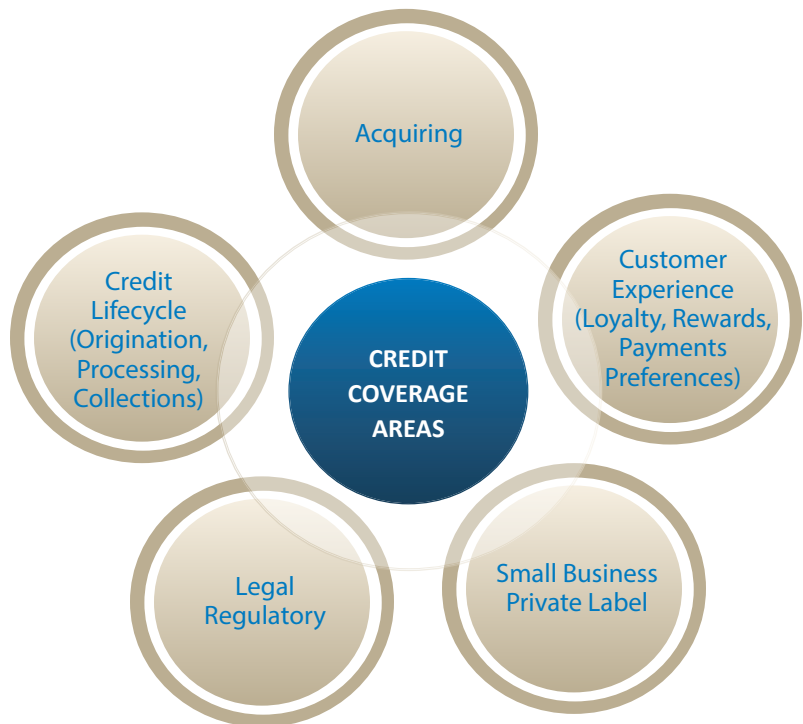 Acquiring
Customer
Experience
(Loyalty, Rewards,
Payments
Preferences)
Small Business
Private Label
Legal
Regulatory
Credit
Lifecycle
(Origination,
Processing,
Collections)
CREDIT
COVERAGE
AREAS